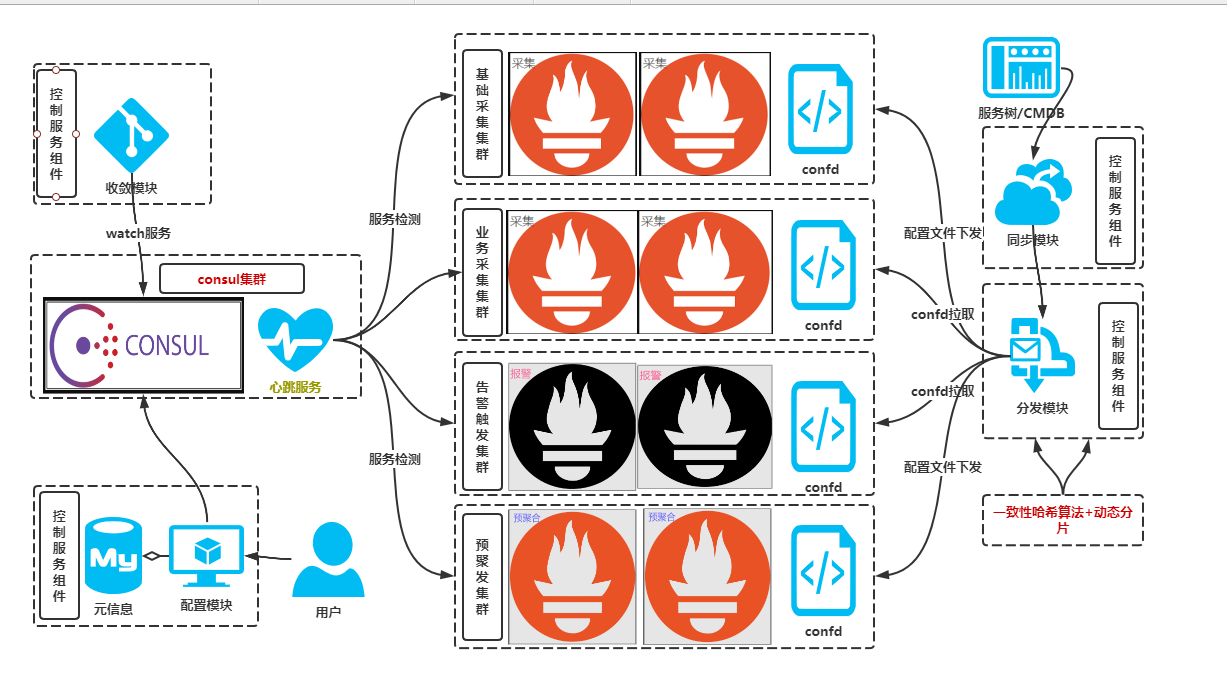 控制服务组件
收敛模块
watch服务
consul集群
CONSUL
心跳服务
控制服务组件
My
元信息
配置模块
用户
服务检测
服务检测
基础采集集群
采集
采集
confd
业务采集集群
采集
采集
confd
告警触发集群
报警
报警
confd
预聚发集群
预聚合
预聚合
confd
配置文件下发
confd拉取
confd拉取
配置文件下发
服务树/CMDB
同步模块
控制服务组件
分发模块
控制服务组件
一致性哈希算法+动态分
片